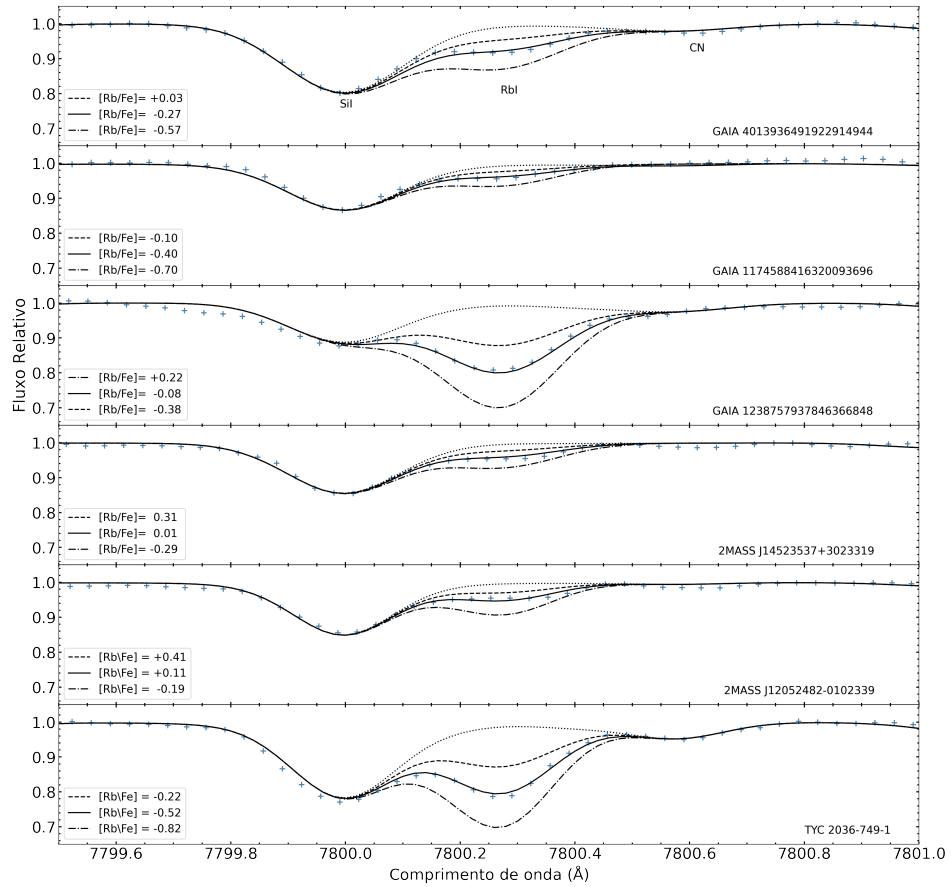 Fluxo Relativo
1.0
0.9
0.8
0.7
SiI
RbI
CN
[Rb/Fe]= +0.03
[Rb/Fe]= -0.27
[Rb/Fe]= -0.57
GAIA 4013936491922914944
1.0
0.9
0.8
0.7
[Rb/Fe]= -0.10
[Rb/Fe]= -0.40
[Rb/Fe]= -0.70
GAIA 1174588416320093696
1.0
0.9
0.8
0.7
[Rb/Fe]= +0.22
[Rb/Fe]= -0.08
[Rb/Fe]= -0.38
GAIA 1238757937846366848
1.0
0.9
0.8
0.7
[Rb/Fe]= 0.31
[Rb/Fe]= 0.01
[Rb/Fe]= -0.29
2MASS J14523537+3023319
1.0
0.9
0.8
0.7
[Rb\Fe] = +0.41
[Rb\Fe] = +0.11
[Rb\Fe] = -0.19
2MASS J12052482-0102339
1.0
0.9
0.8
0.7
[Rb\Fe] = -0.22
[Rb\Fe] = -0.52
[Rb\Fe] = -0.82
TYC 2036-749-1
7799.6 7799.8 7800.0 7800.2 7800.4 7800.6 7800.8 7801.0
Comprimento de onda (Å)